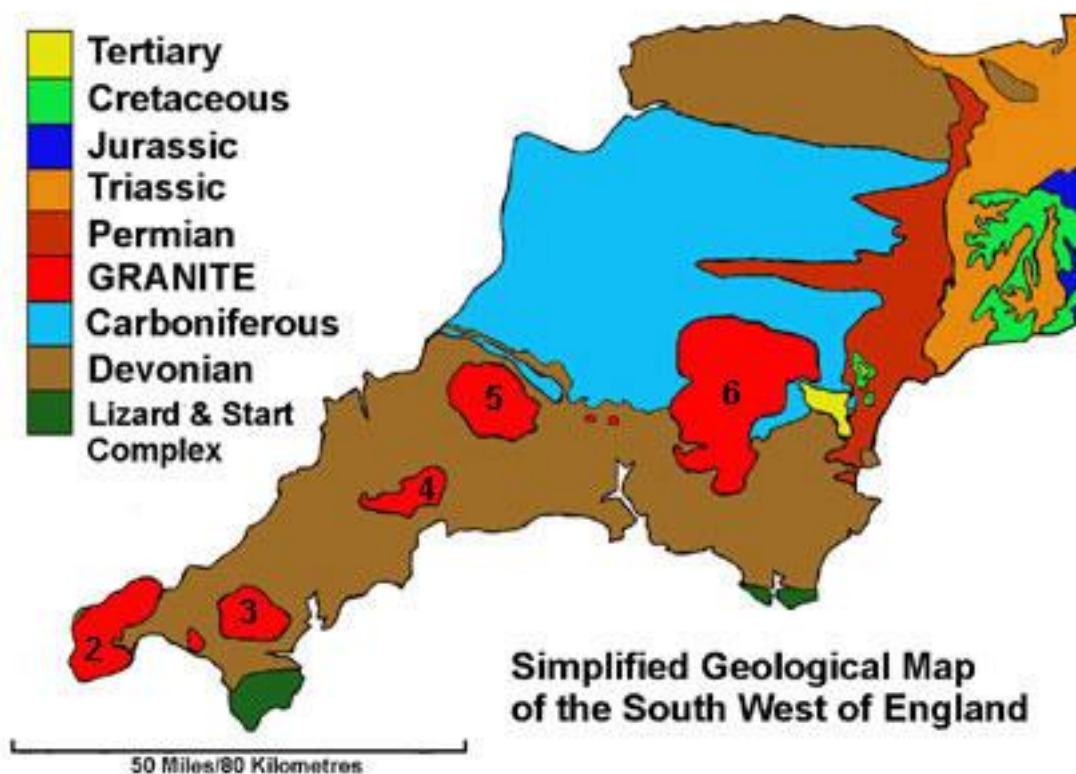 Tertiary
Cretaceous
Jurassic
Triassic
Permian
GRANITE
Carboniferous
Devonian
Lizard & Start
Complex
5
6
4
3
2
Simplified Geological Map
of the South West of England
50 Miles/80 Kilometres